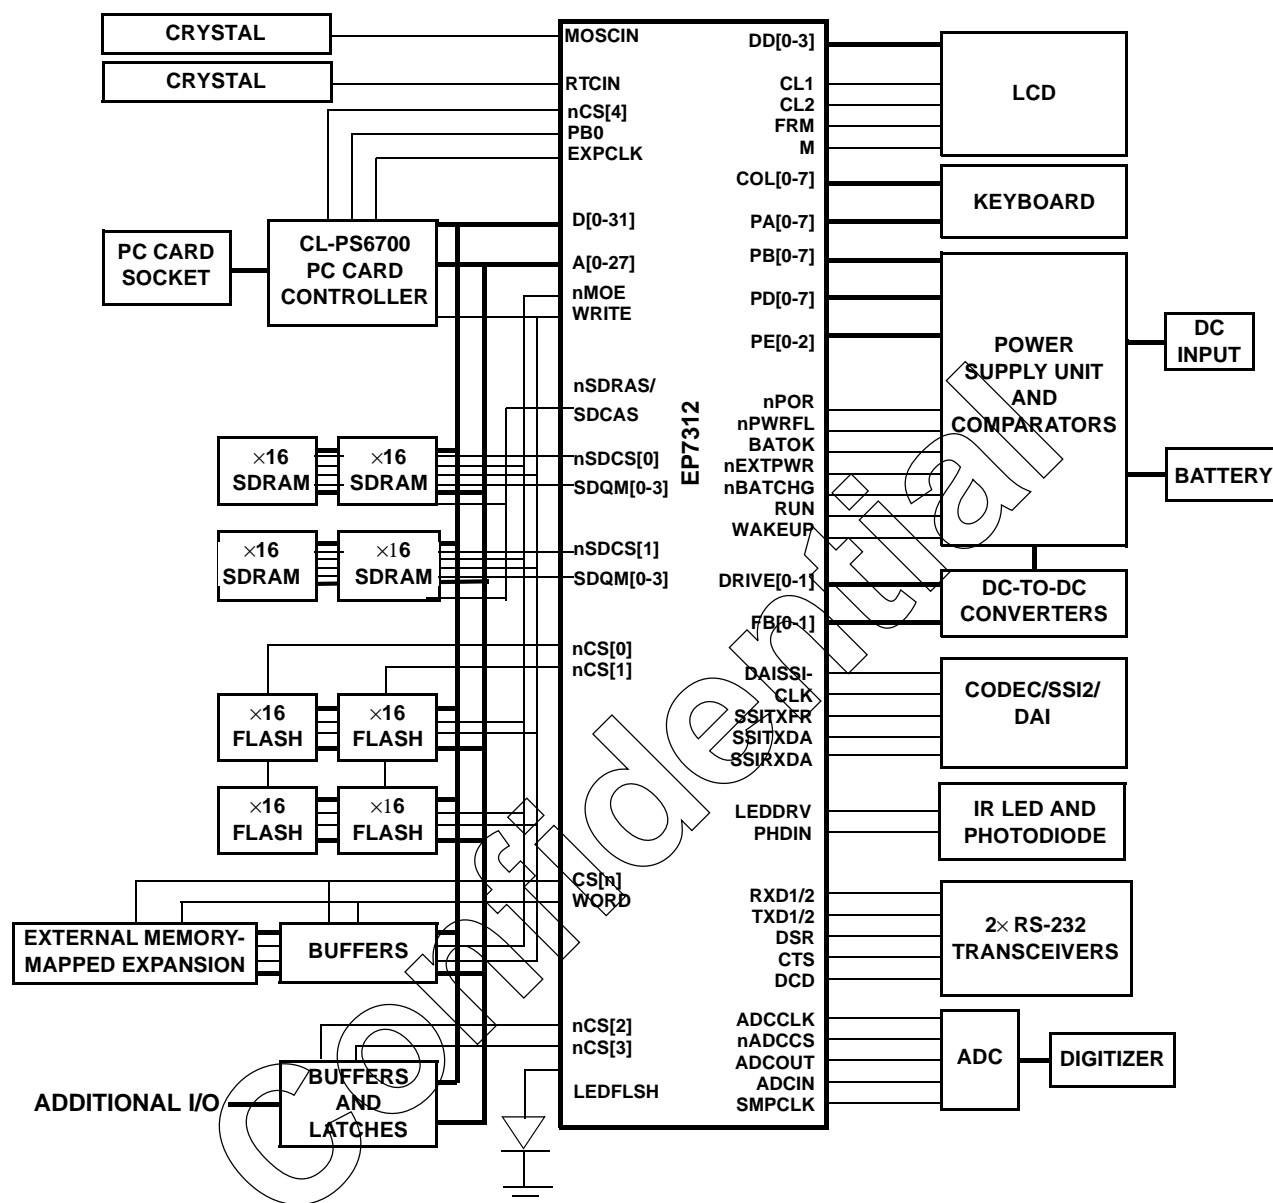 CRYSTAL
CRYSTAL
PC CARD
SOCKET
CL-PS6700
PC CARD
CONTROLLER
×16
SDRAM
×16
SDRAM
×16
SDRAM
×16
SDRAM
×16
FLASH
×16
FLASH
×16
FLASH
×16
FLASH
EXTERNAL MEMORY-
MAPPED EXPANSION
BUFFERS
ADDITIONAL I/O
BUFFERS
AND
LATCHES
MOSCIN
RTCIN
nCS[4]
PB0
EXPCLK
D[0-31]
A[0-27]
nMOE
WRITE
nSDRAS/
SDCAS
nSDCS[0]
SDQM[0-3]
nSDCS[1]
SDQM[0-3]
nCS[0]
nCS[1]
CS[n]
WORD
nCS[2]
nCS[3]
LEDFLSH
EP7312
DD[0-3]
CL1
CL2
FRM
M
COL[0-7]
PA[0-7]
PB[0-7]
PD[0-7]
PE[0-2]
nPOR
nPWRFL
BATOK
nEXTPWR
nBATCHG
RUN
WAKEUP
DRIVE[0-1]
FB[0-1]
DAISSI-
CLK
SSITXFR
SSITXDA
SSIRXDA
LEDDRV
PHDIN
RXD1/2
TXD1/2
DSR
CTS
DCD
ADCCLK
nADCCS
ADCOUT
ADCIN
SMPCLK
LCD
KEYBOARD
POWER
SUPPLY UNIT
AND
COMPARATORS
DC
INPUT
BATTERY
DC-TO-DC
CONVERTERS
CODEC/SSI2/
DAI
IR LED AND
PHOTODIODE
2× RS-232
TRANSCEIVERS
ADC
DIGITIZER
Confidential